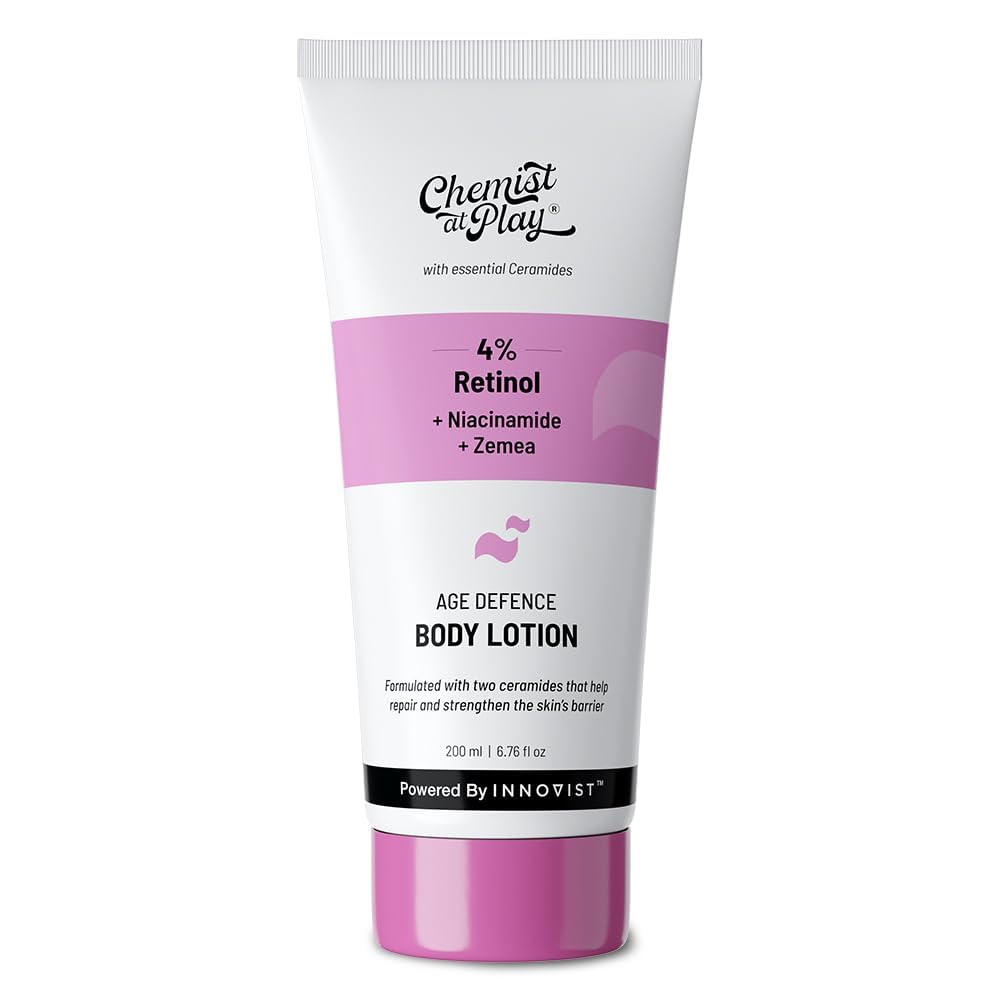 Chemist
at Play®
with essential Ceramides
4%
Retinol
+ Niacinamide
+ Zemea
AGE DEFENCE
BODY LOTION
Formulated with two ceramides that help
repair and strengthen the skin's barrier
200 ml | 6.76 fl oz
Powered By INNOVIST™